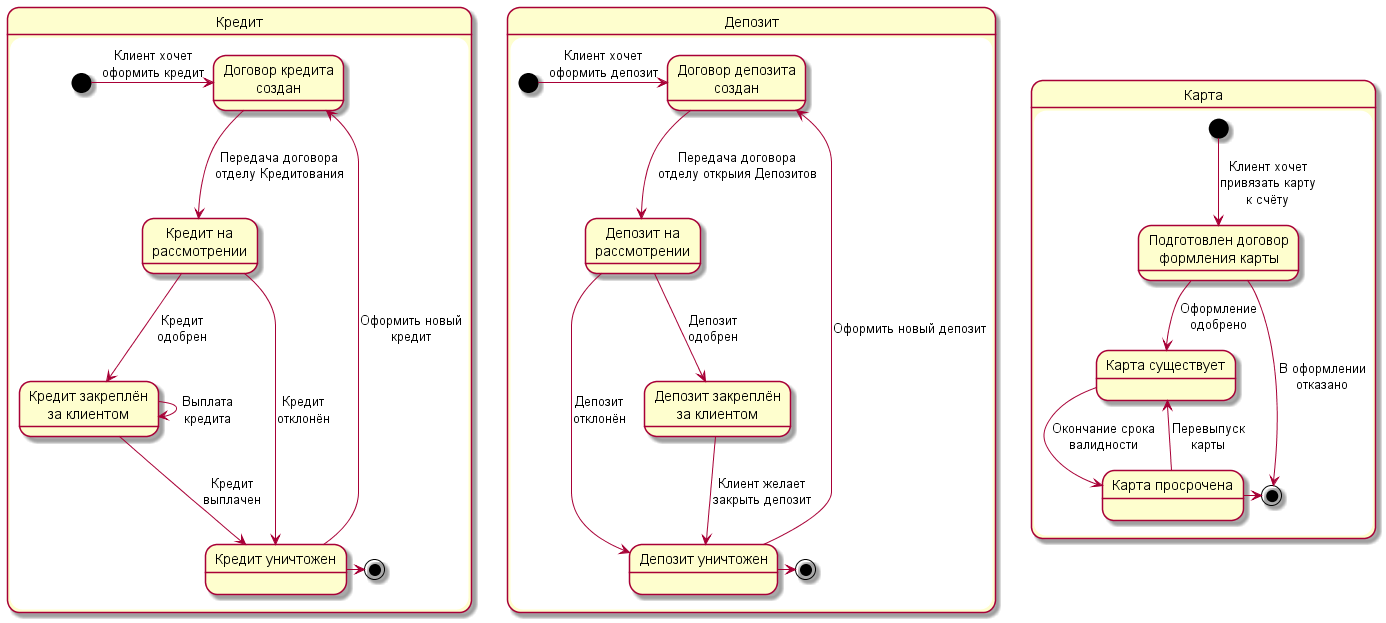 Кредит
Клиент хочет
оформить кредит
Договор кредита
создан
Передача договора
отделу Кредитования
Кредит на
рассмотрении
Кредит
одобрен
Оформить новый
кредит
Кредит закреплён
за клиентом
Выплата
кредита
Кредит
отклонён
Кредит
выплачен
Кредит уничтожен
Депозит
Клиент хочет
оформить депозит
Договор депозита
создан
Передача договора
отделу открыия Депозитов
Депозит на
рассмотрении
Депозит
одобрен
Оформить новый депозит
Депозит
отклонён
Депозит закреплён
за клиентом
Клиент желает
закрыть депозит
Депозит уничтожен
Карта
Клиент хочет
привязать карту
к счёту
Подготовлен договор
формления карты
Оформление
одобрено
Карта существует
В оформлении
отказано
Окончание срока
валидности
Перевыпуск
карты
Карта просрочена